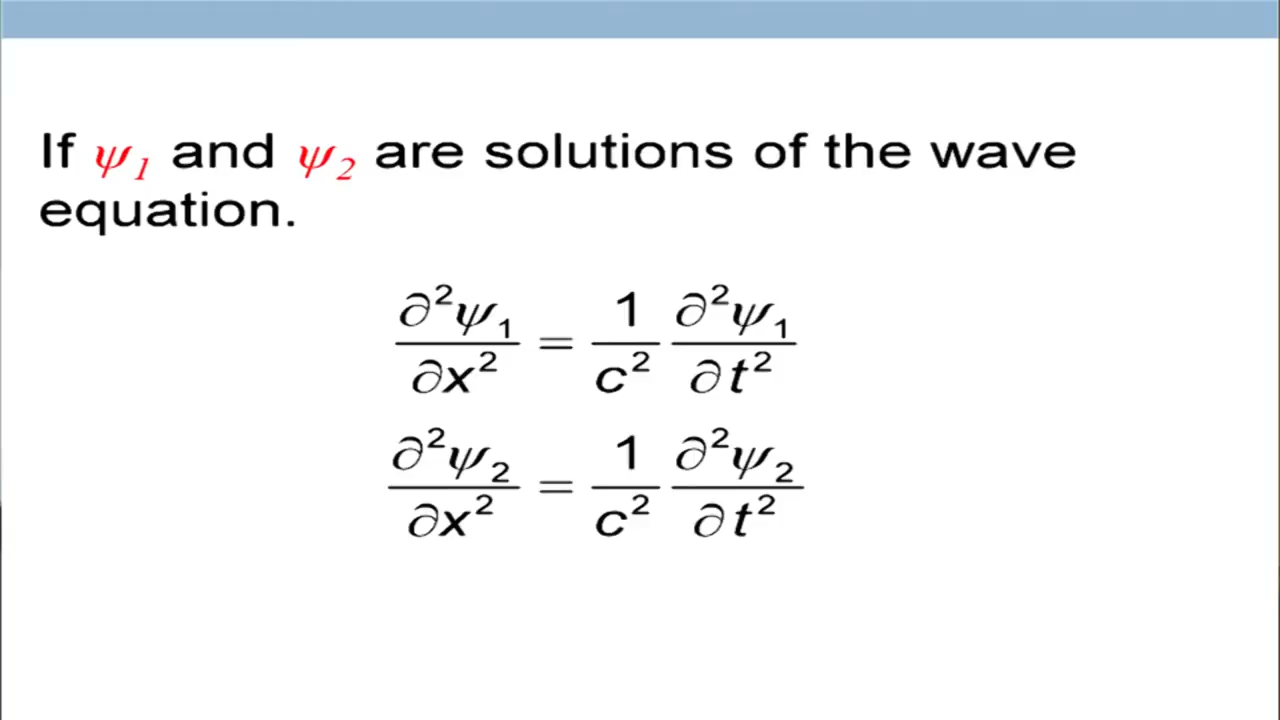 If ψ₁ and ψ₂ are solutions of the wave
equation.
∂²ψ₁/∂x² = 1/c² ∂²ψ₁/∂t²
∂²ψ₂/∂x² = 1/c² ∂²ψ₂/∂t²